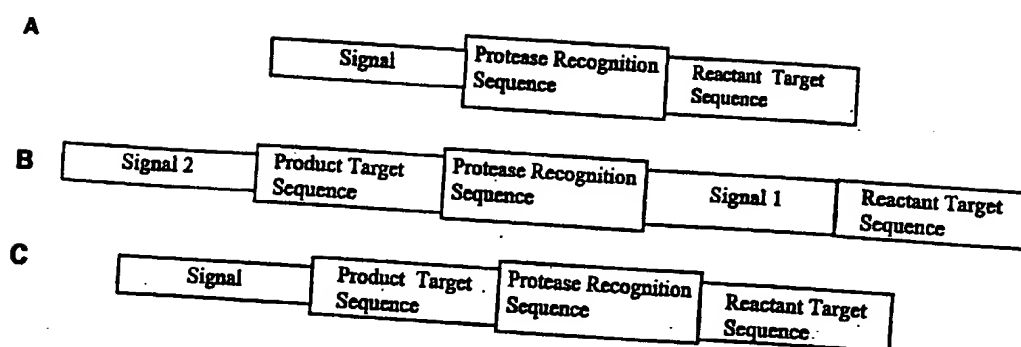 A
Signal
Protease Recognition
Sequence
Reactant Target
Sequence
B
Signal 2
Product Target
Sequence
Protease Recognition
Sequence
Signal 1
Reactant Target
Sequence
C
Signal
Product Target
Sequence
Protease Recognition
Sequence
Reactant Target
Sequence